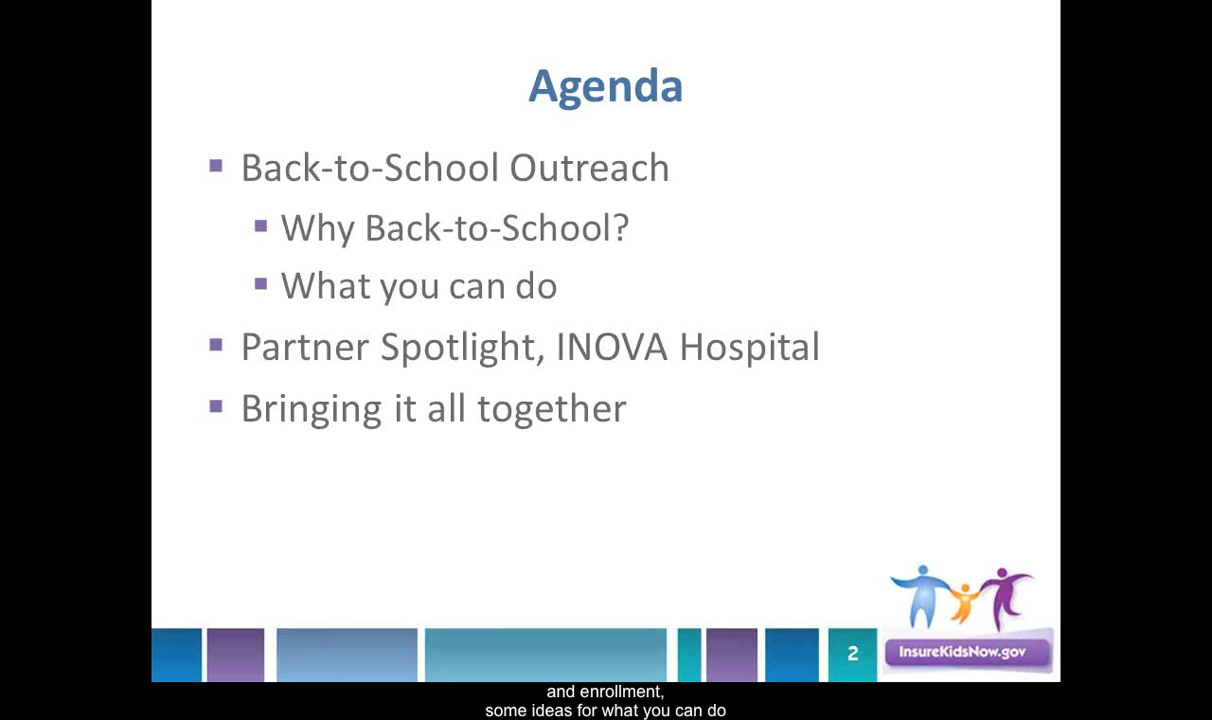 Agenda
▪ Back-to-School Outreach
▪ Why Back-to-School?
▪ What you can do
▪ Partner Spotlight, INOVA Hospital
▪ Bringing it all together
2
InsureKidsNow.gov
and enrollment,
some ideas for what you can do